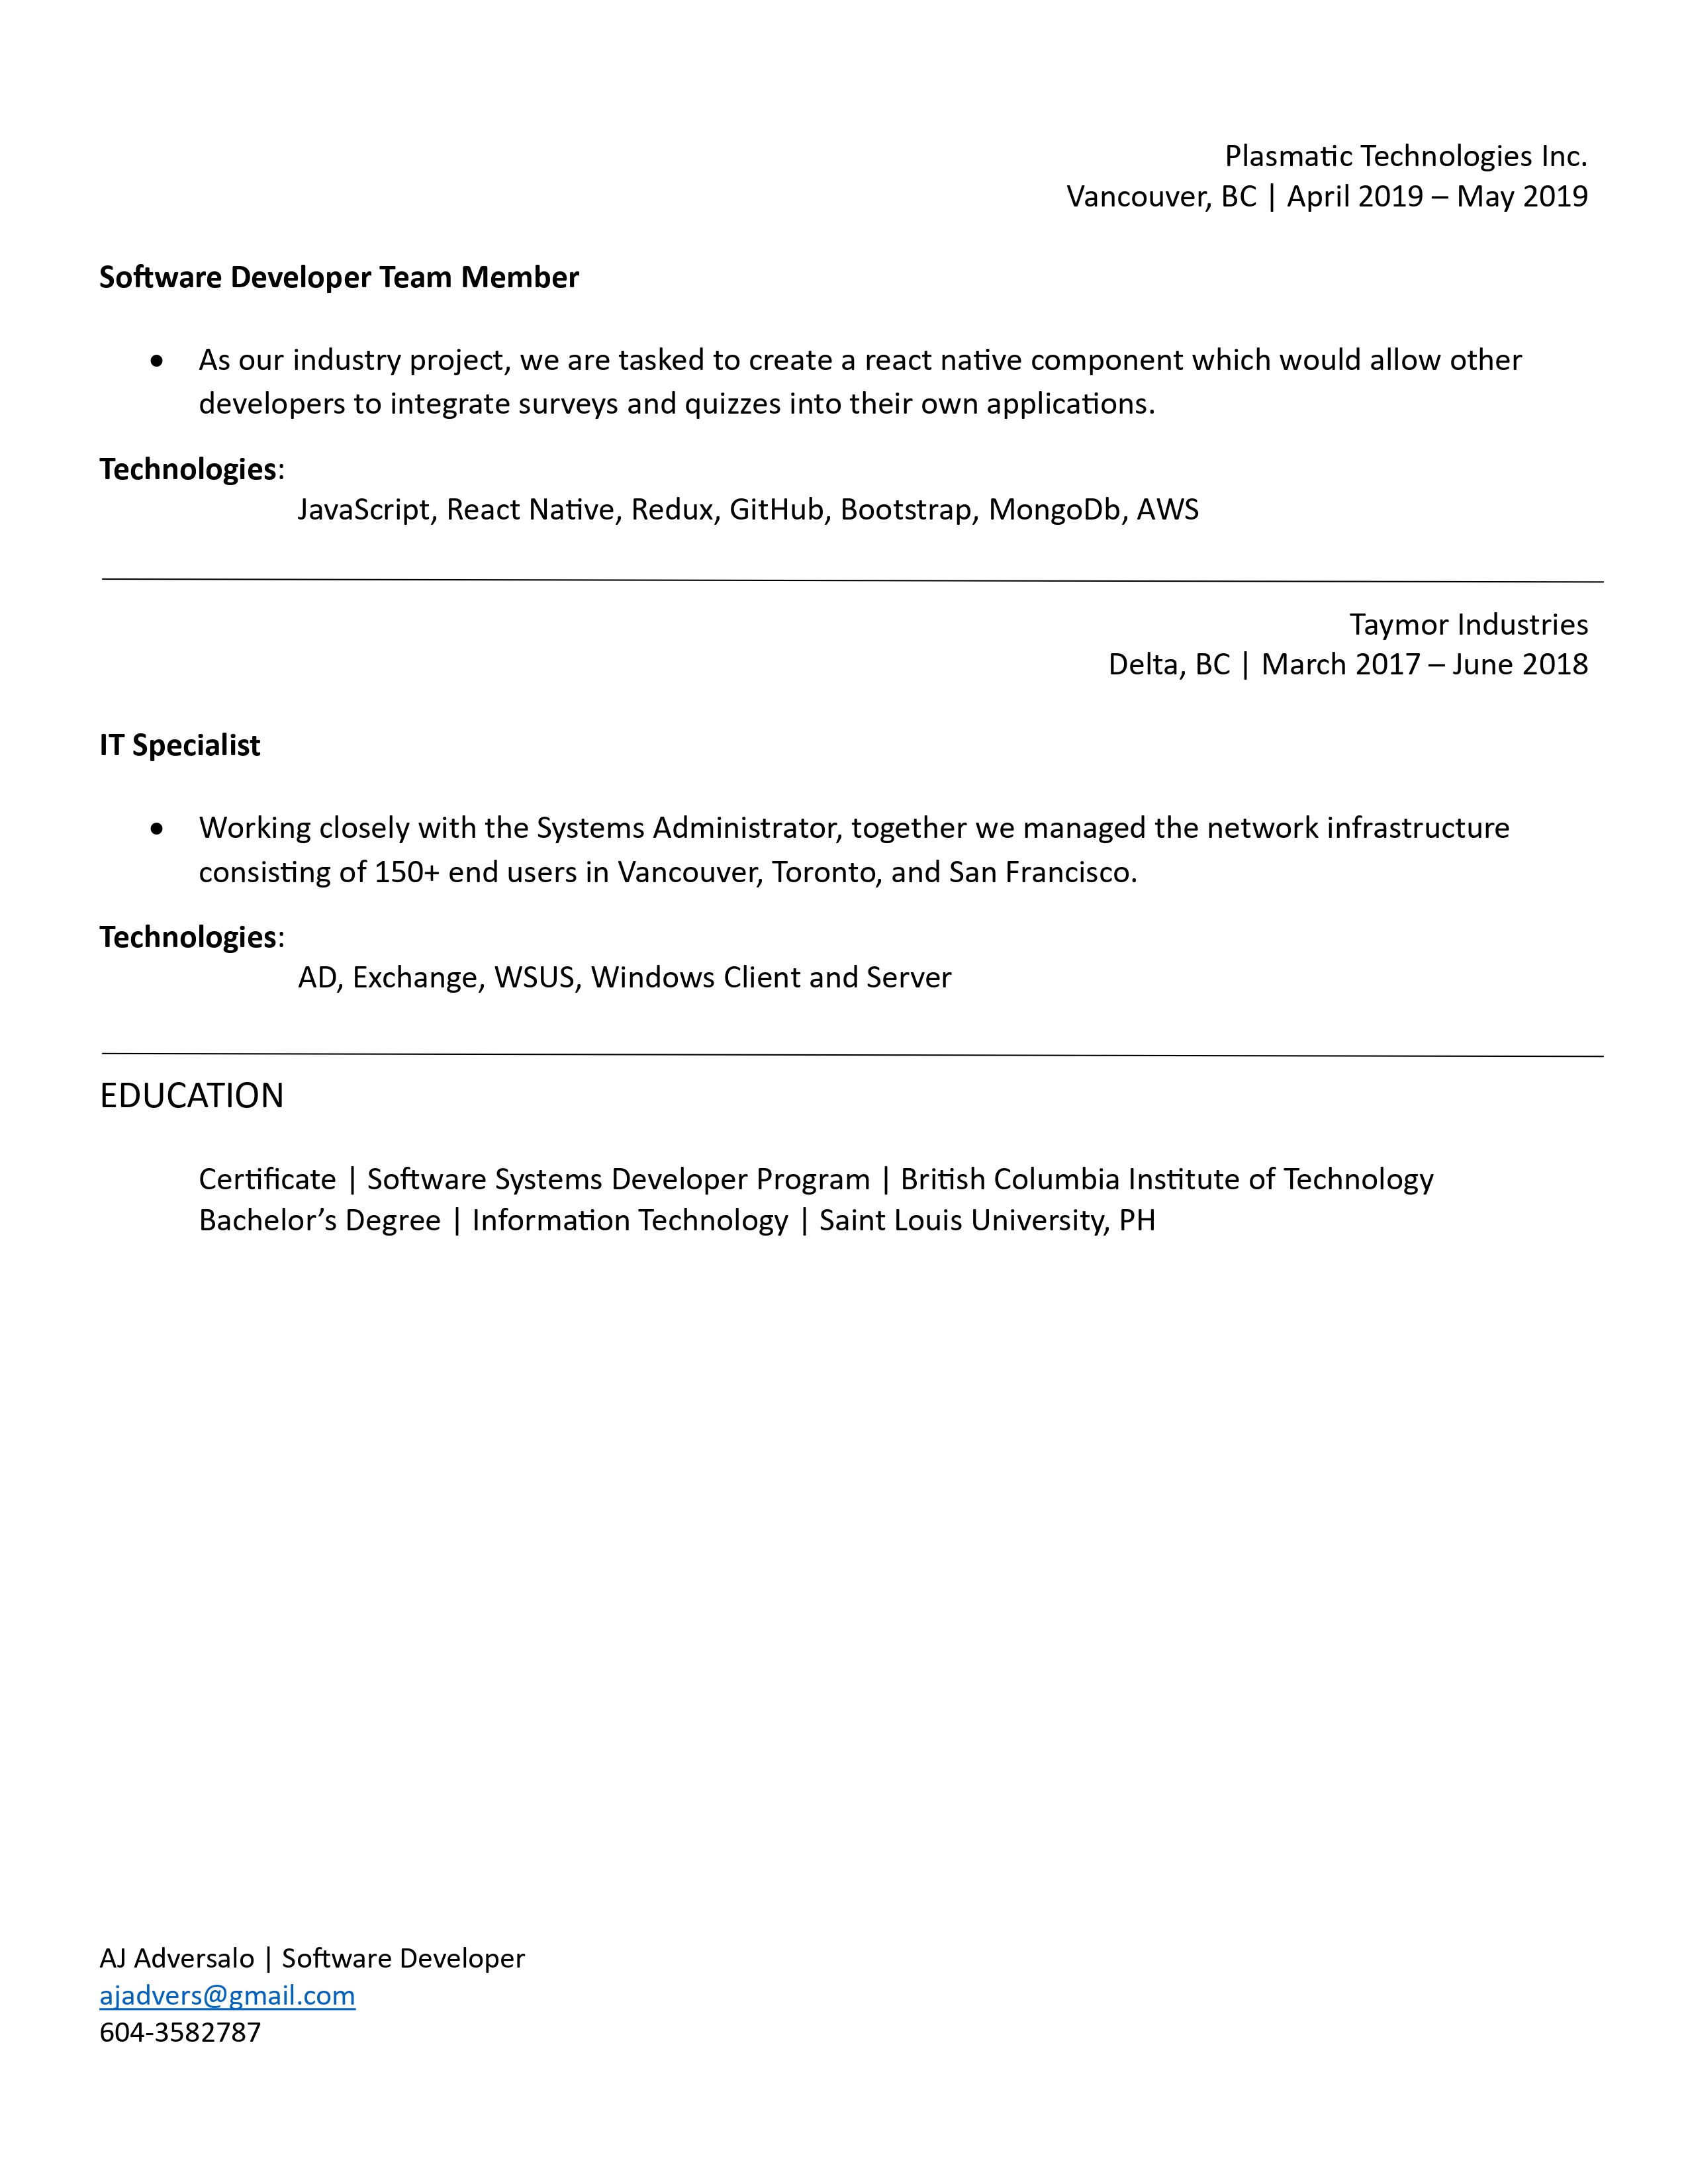 Plasmatic Technologies Inc.
Vancouver, BC | April 2019 – May 2019
Software Developer Team Member
• As our industry project, we are tasked to create a react native component which would allow other
developers to integrate surveys and quizzes into their own applications.
Technologies:
JavaScript, React Native, Redux, GitHub, Bootstrap, MongoDb, AWS
Taymor Industries
Delta, BC | March 2017 – June 2018
IT Specialist
• Working closely with the Systems Administrator, together we managed the network infrastructure
consisting of 150+ end users in Vancouver, Toronto, and San Francisco.
Technologies:
AD, Exchange, WSUS, Windows Client and Server
EDUCATION
Certificate | Software Systems Developer Program | British Columbia Institute of Technology
Bachelor’s Degree | Information Technology | Saint Louis University, PH
AJ Adversalo | Software Developer
ajadvers@gmail.com
604-3582787